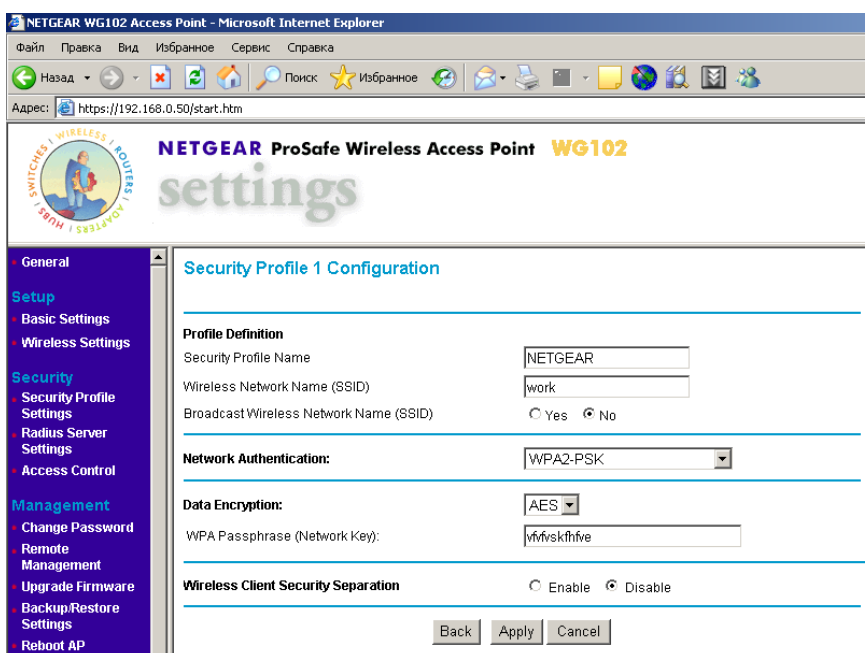 NETGEAR WG102 Access Point - Microsoft Internet Explorer
Файл Правка Вид Избранное Сервис Справка
Назад Поиск Избранное
Адрес: https://192.168.0.50/start.htm
SWITCHES / WIRELESS / ROUTERS / ADAPTERS / HUBS /
NETGEAR ProSafe Wireless Access Point WG102
settings
General
Setup
Basic Settings
Wireless Settings
Security
Security Profile
Settings
Radius Server
Settings
Access Control
Management
Change Password
Remote
Management
Upgrade Firmware
Backup/Restore
Settings
Reboot AP
Security Profile 1 Configuration
Profile Definition
Security Profile Name NETGEAR
Wireless Network Name (SSID) work
Broadcast Wireless Network Name (SSID) Yes No
Network Authentication: WPA2-PSK
Data Encryption: AES
WPA Passphrase (Network Key): vfvfvskfhfve
Wireless Client Security Separation Enable Disable
Back Apply Cancel